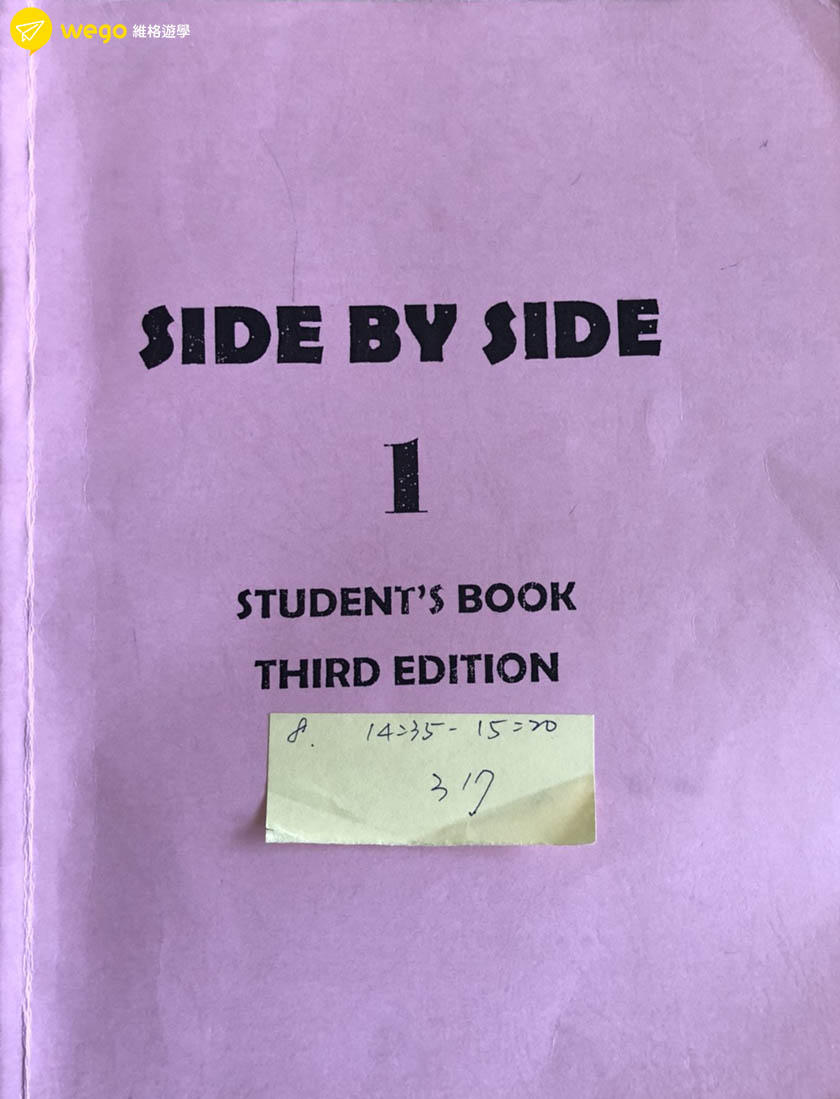 wego 維格遊學
SIDE BY SIDE
1
STUDENT'S BOOK
THIRD EDITION
8. 14:35 - 15:20
317